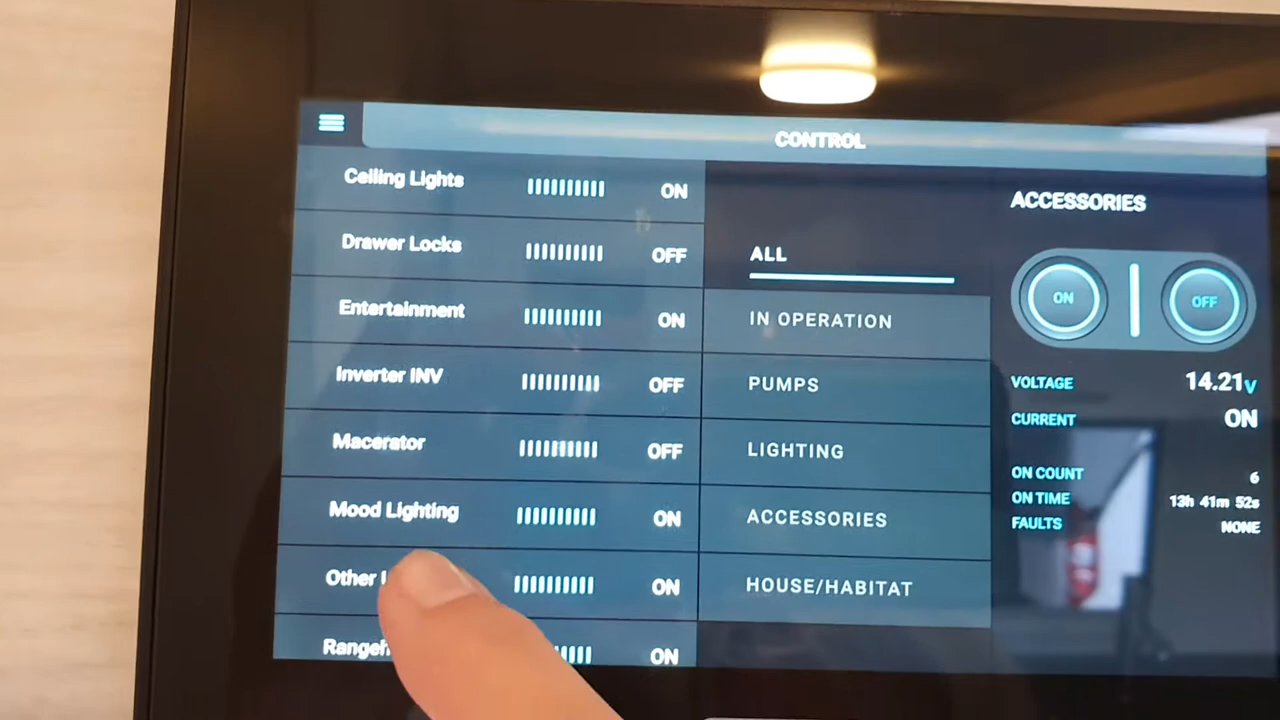 CONTROL
Ceiling Lights ON
Drawer Locks OFF
Entertainment ON
Inverter INV OFF
Macerator OFF
Mood Lighting ON
Other ON
ON
ALL
IN OPERATION
PUMPS
LIGHTING
ACCESSORIES
HOUSE/HABITAT
ACCESSORIES
ON OFF
VOLTAGE 14.21V
CURRENT ON
ON COUNT 6
ON TIME 13h 41m 52s
FAULTS NONE